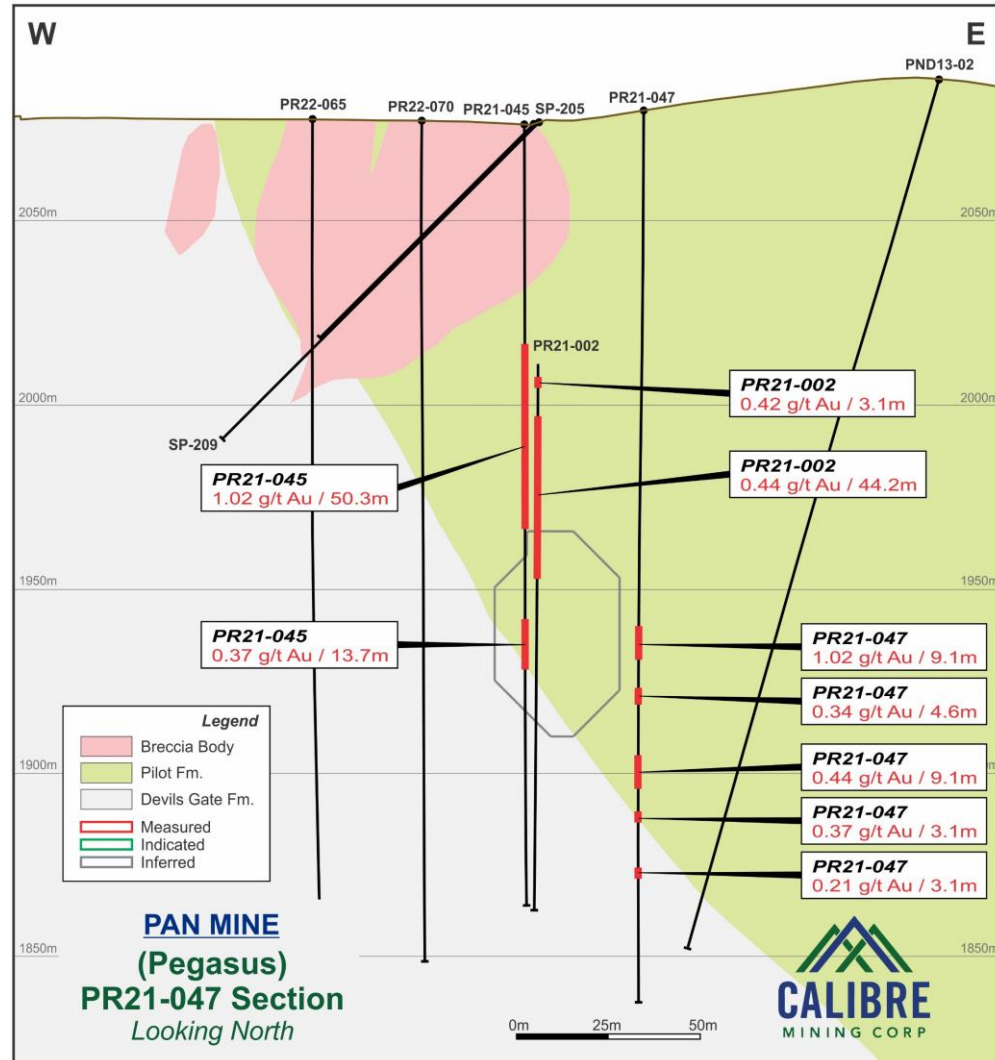 W
E
PND13-02
PR22-065
PR22-070
PR21-045
SP-205
PR21-047
2050m
2050m
PR21-002
PR21-002
0.42 g/t Au / 3.1m
2000m
SP-209
PR21-045
1.02 g/t Au / 50.3m
PR21-002
0.44 g/t Au / 44.2m
1950m
1950m
PR21-045
0.37 g/t Au / 13.7m
PR21-047
1.02 g/t Au / 9.1m
PR21-047
0.34 g/t Au / 4.6m
Legend
Breccia Body
Pilot Fm.
Devils Gate Fm.
Measured
Indicated
Inferred
1900m
PR21-047
0.44 g/t Au / 9.1m
PR21-047
0.37 g/t Au / 3.1m
PR21-047
0.21 g/t Au / 3.1m
PAN MINE
(Pegasus)
PR21-047 Section
Looking North
1850m
1850m
0m 25m 50m
CALIBRE
MINING CORP